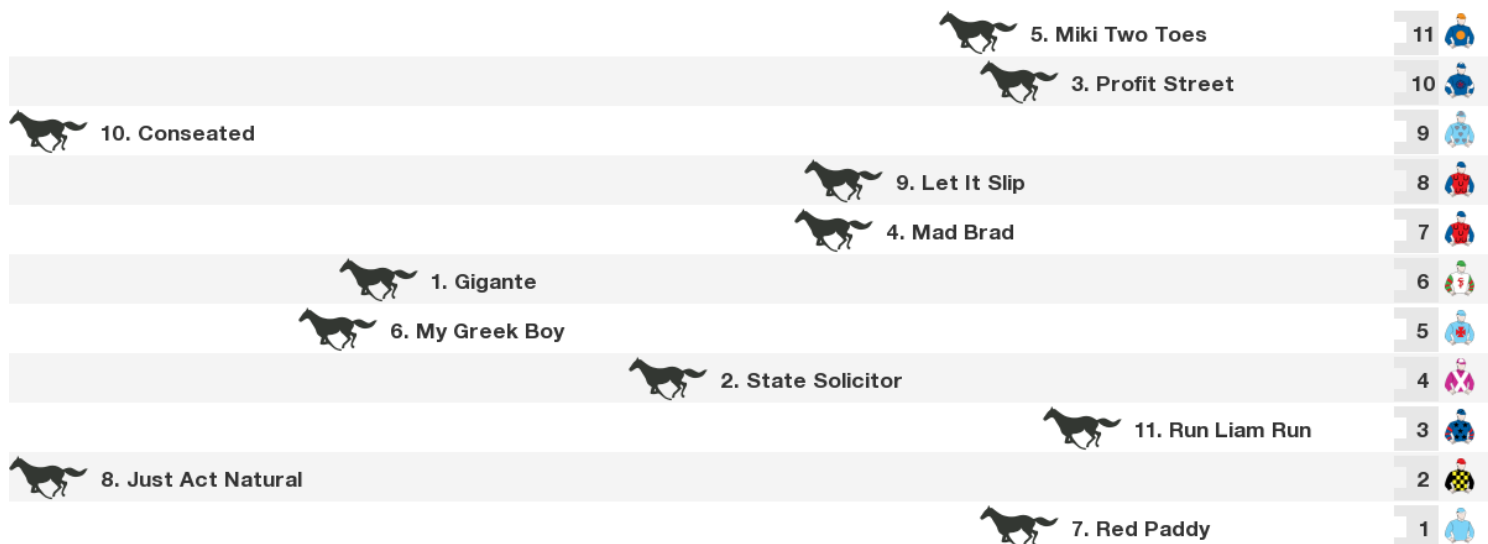 5. Miki Two Toes 11
3. Profit Street 10
10. Conseated 9
9. Let It Slip 8
4. Mad Brad 7
1. Gigante 6
6. My Greek Boy 5
2. State Solicitor 4
11. Run Liam Run 3
8. Just Act Natural 2
7. Red Paddy 1